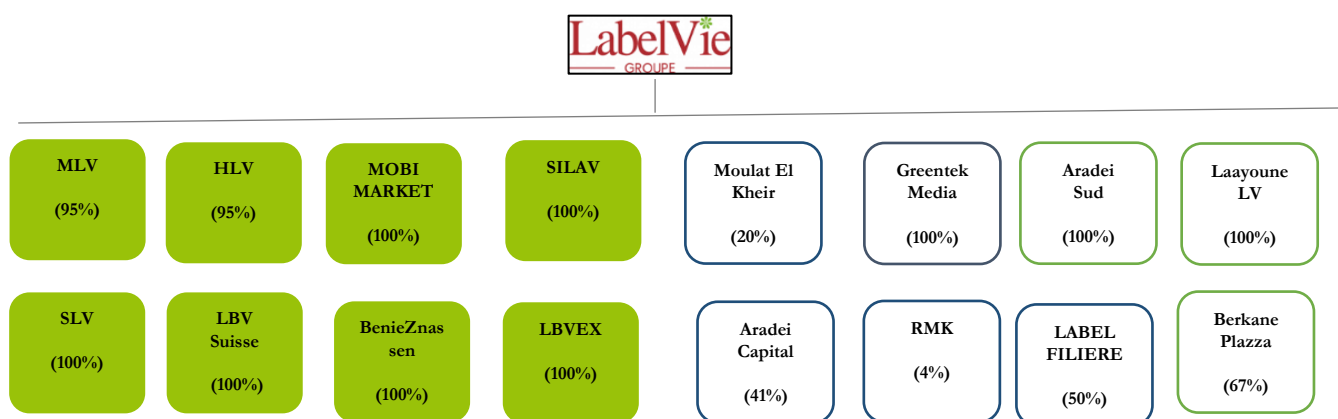 LabelVie
GROUPE
MLV
(95%)
HLV
(95%)
MOBI
MARKET
(100%)
SILAV
(100%)
Moulat El
Kheir
(20%)
Greentek
Media
(100%)
Aradei
Sud
(100%)
Laayoune
LV
(100%)
SLV
(100%)
LBV
Suisse
(100%)
BenieZnas
sen
(100%)
LBVEX
(100%)
Aradei
Capital
(41%)
RMK
(4%)
LABEL
FILIERE
(50%)
Berkane
Plazza
(67%)